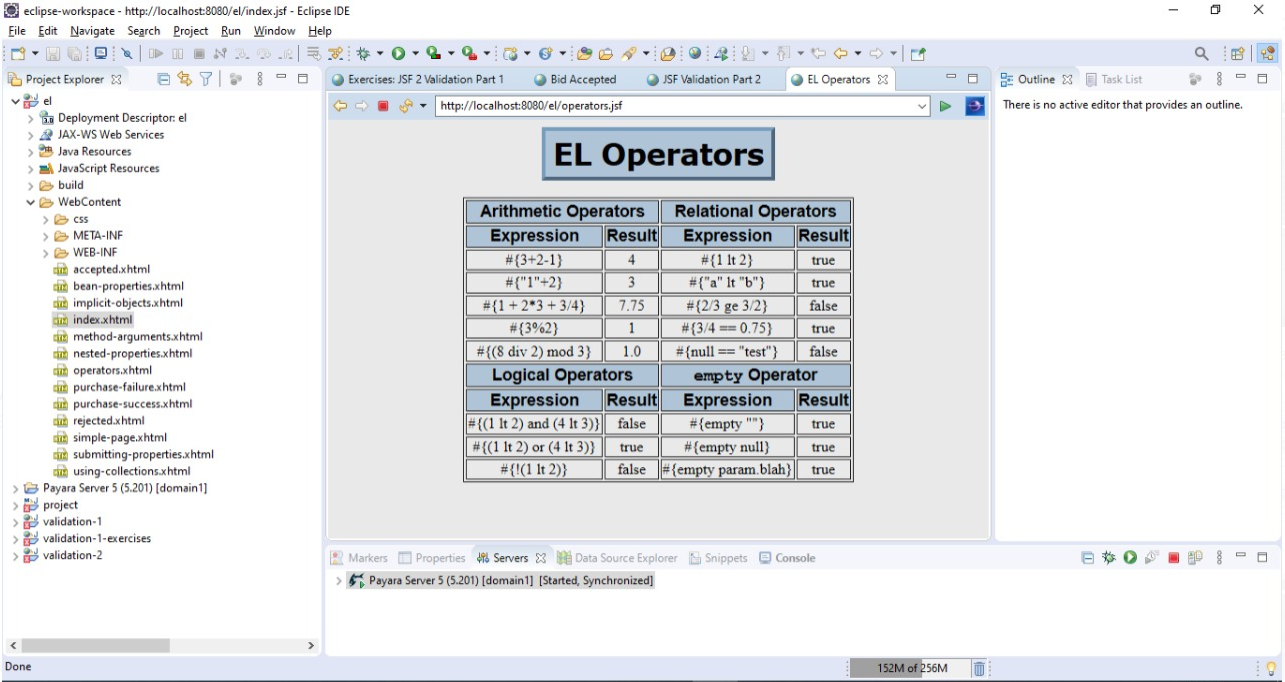 eclipse-workspace - http://localhost:8080/el/index.jsf - Eclipse IDE
File Edit Navigate Search Project Run Window Help
Project Explorer
el
Deployment Descriptor: el
JAX-WS Web Services
Java Resources
JavaScript Resources
build
WebContent
css
META-INF
WEB-INF
accepted.xhtml
bean-properties.xhtml
implicit-objects.xhtml
index.xhtml
method-arguments.xhtml
nested-properties.xhtml
operators.xhtml
purchase-failure.xhtml
purchase-success.xhtml
rejected.xhtml
simple-page.xhtml
submitting-properties.xhtml
using-collections.xhtml
Payara Server 5 (5.201) [domain1]
project
validation-1
validation-1-exercises
validation-2
Exercises: JSF 2 Validation Part 1 Bid Accepted JSF Validation Part 2 EL Operators
http://localhost:8080/el/operators.jsf
EL Operators
Arithmetic Operators Relational Operators
Expression Result Expression Result
#{3+2-1} 4 #{1 lt 2} true
#{"1"+2} 3 #{"a" lt "b"} true
#{1 + 2*3 + 3/4} 7.75 #{2/3 ge 3/2} false
#{3%2} 1 #{3/4 == 0.75} true
#{(8 div 2) mod 3} 1.0 #{null == "test"} false
Logical Operators empty Operator
Expression Result Expression Result
#{(1 lt 2) and (4 lt 3)} false #{empty ""} true
#{(1 lt 2) or (4 lt 3)} true #{empty null} true
#{!(1 lt 2)} false #{empty param.blah} true
Outline Task List
There is no active editor that provides an outline.
Markers Properties Servers Data Source Explorer Snippets Console
Payara Server 5 (5.201) [domain1] [Started, Synchronized]
Done
152M of 256M